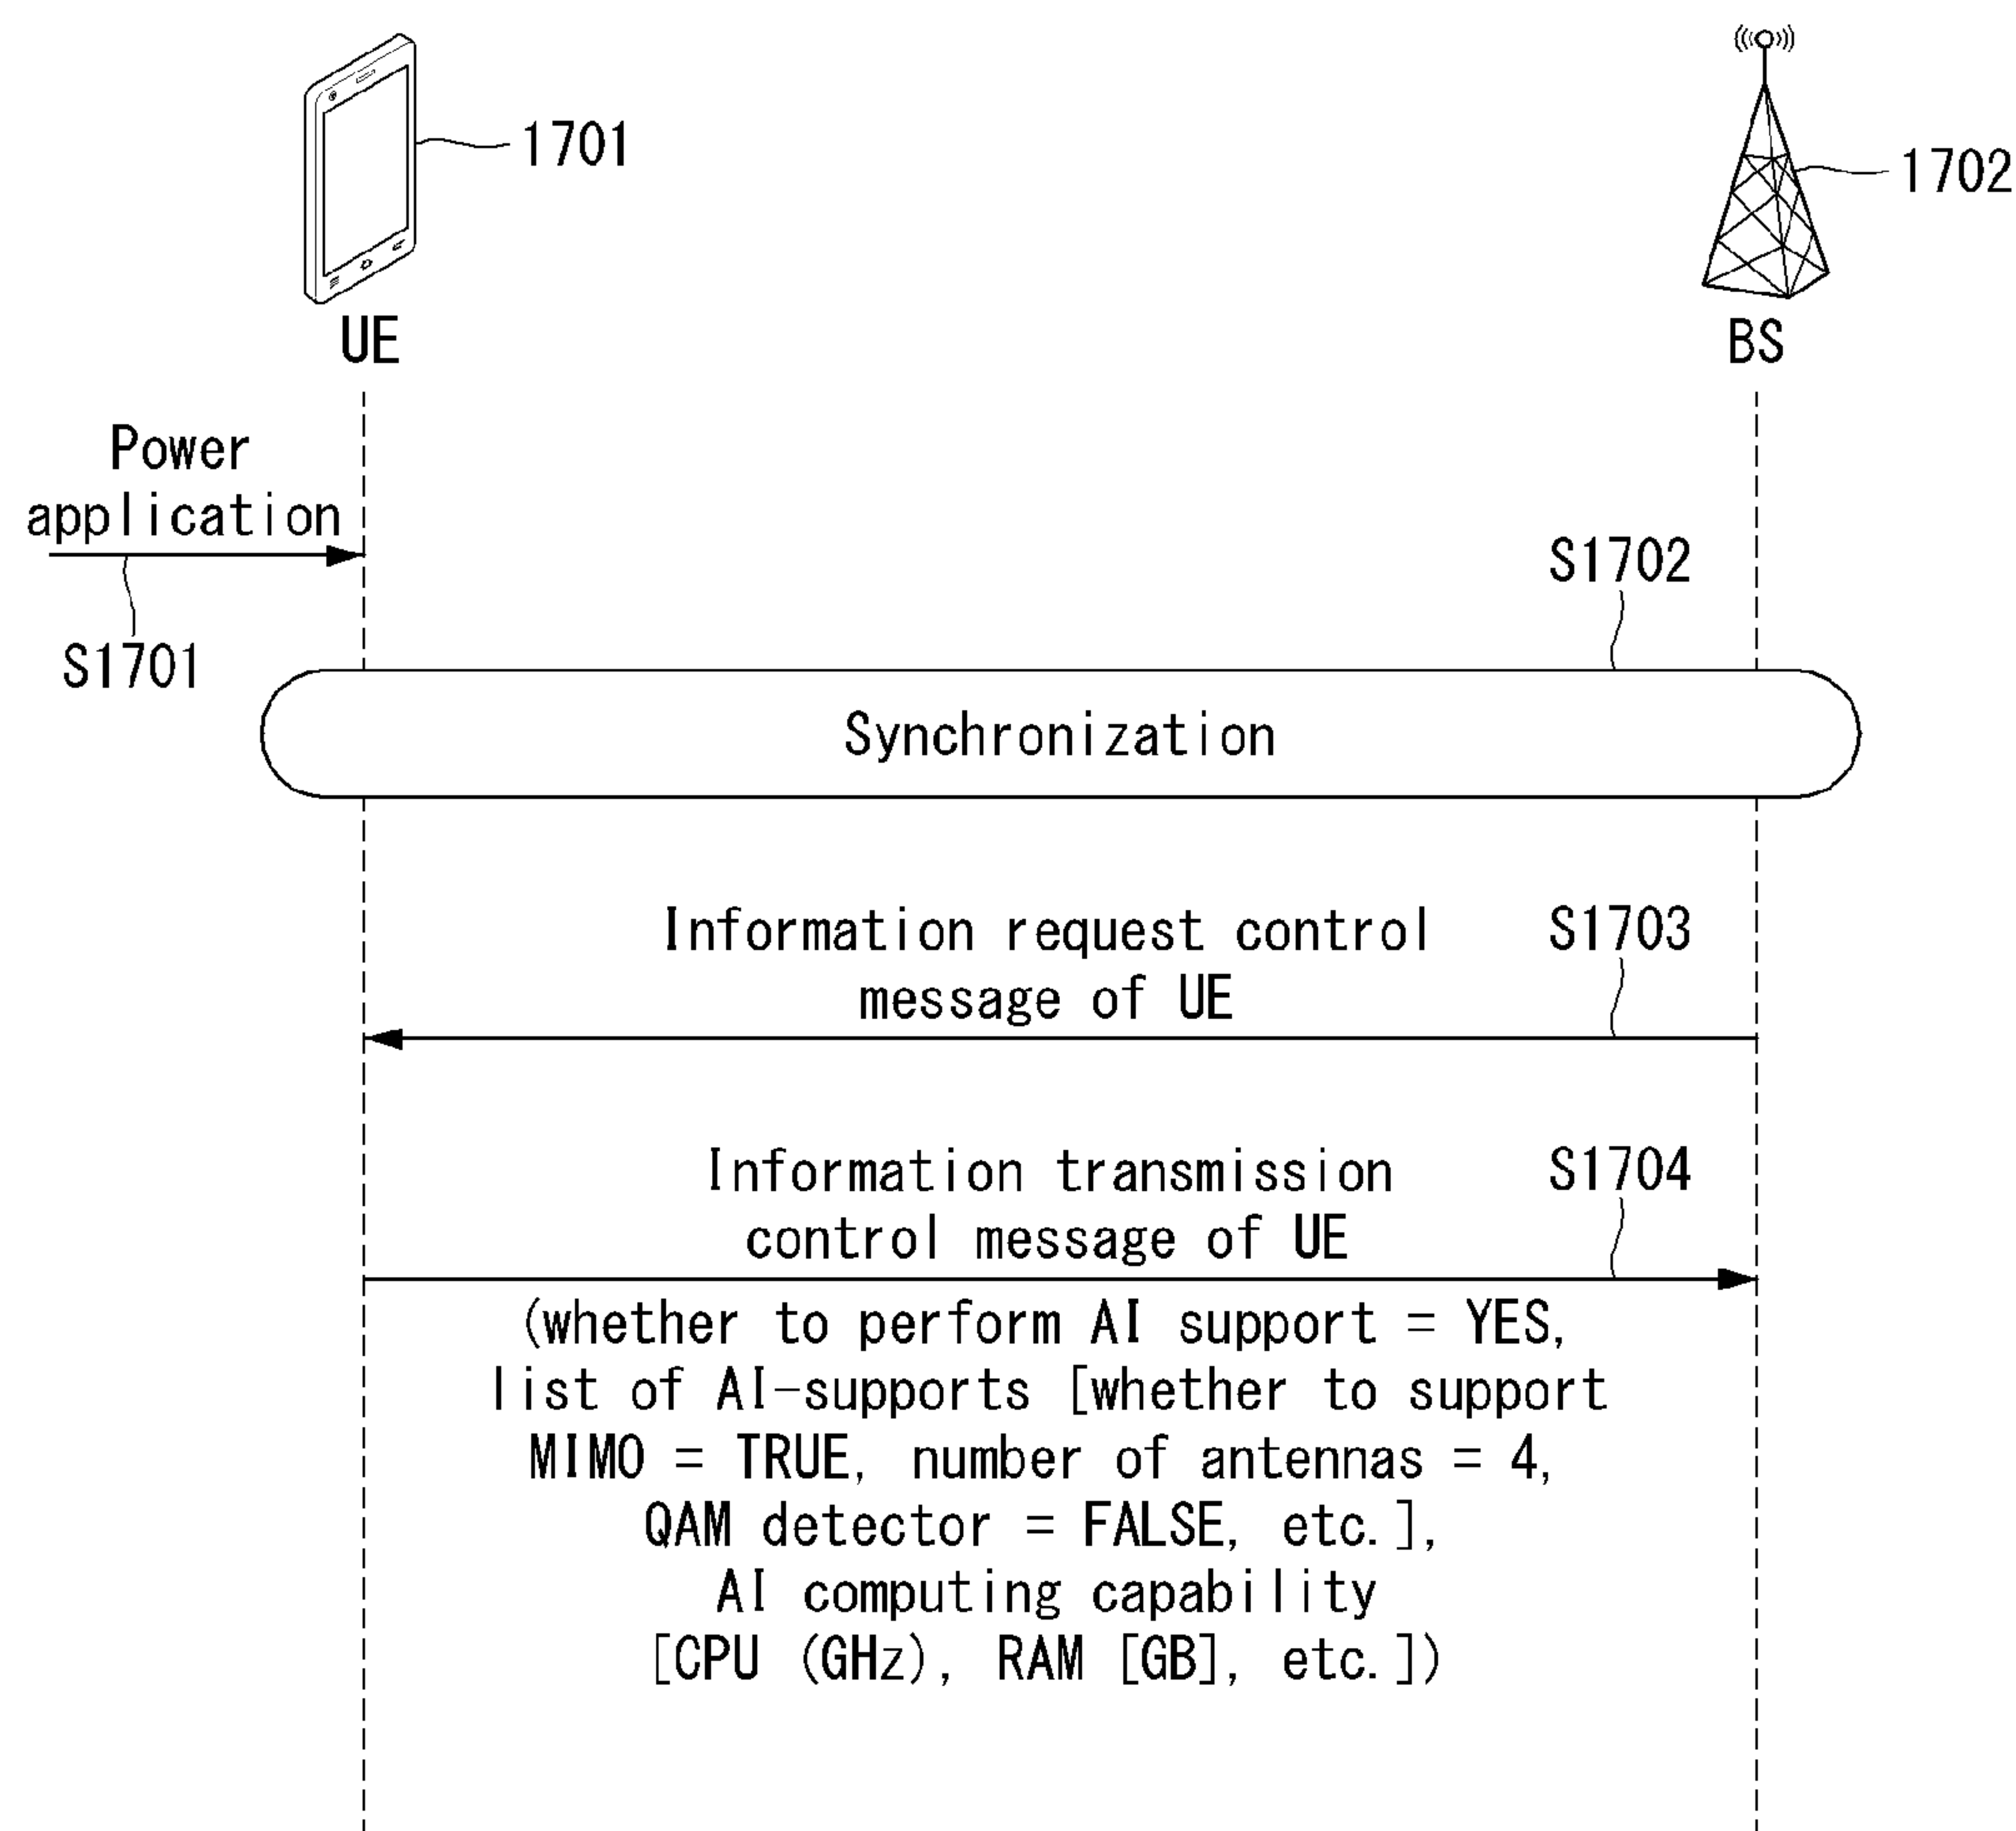 1701
1702
UE
BS
Power
application
S1701
S1702
Synchronization
Information request control
message of UE
S1703
Information transmission
control message of UE
S1704
(whether to perform AI support = YES,
list of AI-supports [whether to support
MIMO = TRUE, number of antennas = 4,
QAM detector = FALSE, etc.],
AI computing capability
[CPU (GHz), RAM [GB], etc.])